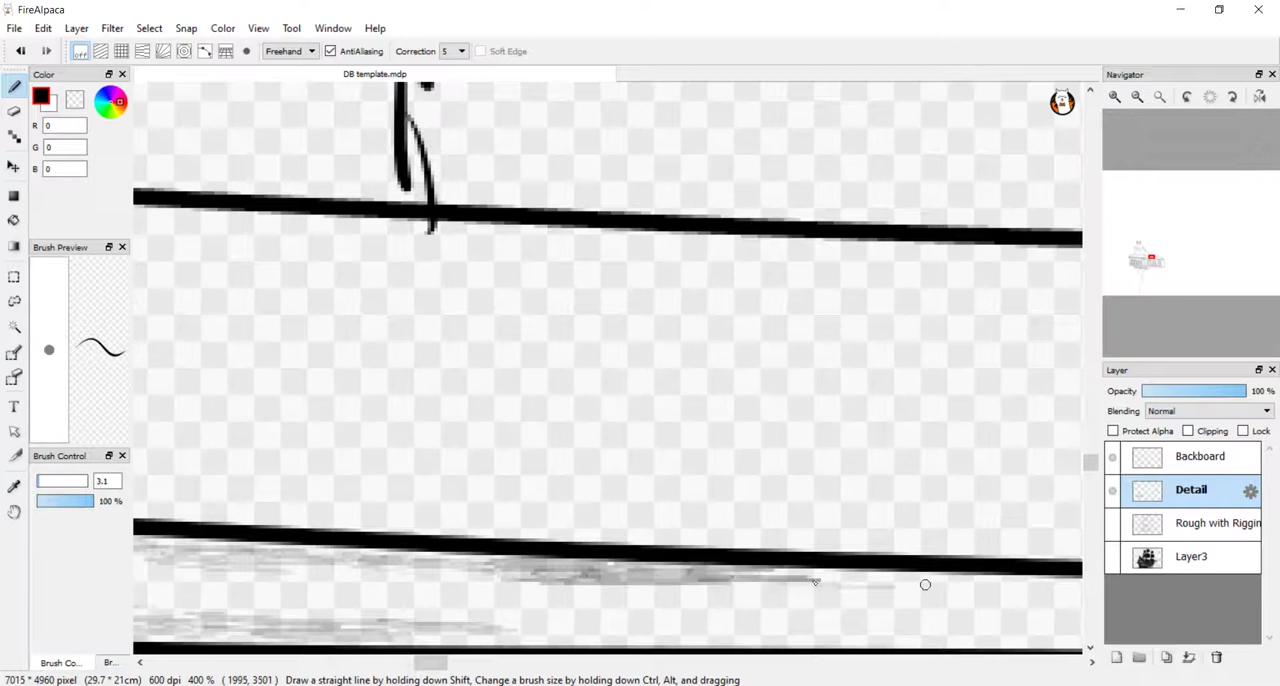 FireAlpaca
File Edit Layer Filter Select Snap Color View Tool Window Help
off Freehand AntiAliasing Correction 5 Soft Edge
Color
DB template.mdp
Navigator
R 0
G 0
B 0
Brush Preview
Layer
Opacity 100 %
Blending Normal
Protect Alpha Clipping Lock
Backboard
Brush Control
3.1
Detail
100 %
Rough with Riggin
Layer3
T
Brush Co... Br...
7015 * 4960 pixel (29.7 * 21cm) 600 dpi 400 % ( 1995, 3501 ) Draw a straight line by holding down Shift, Change a brush size by holding down Ctrl, Alt, and dragging